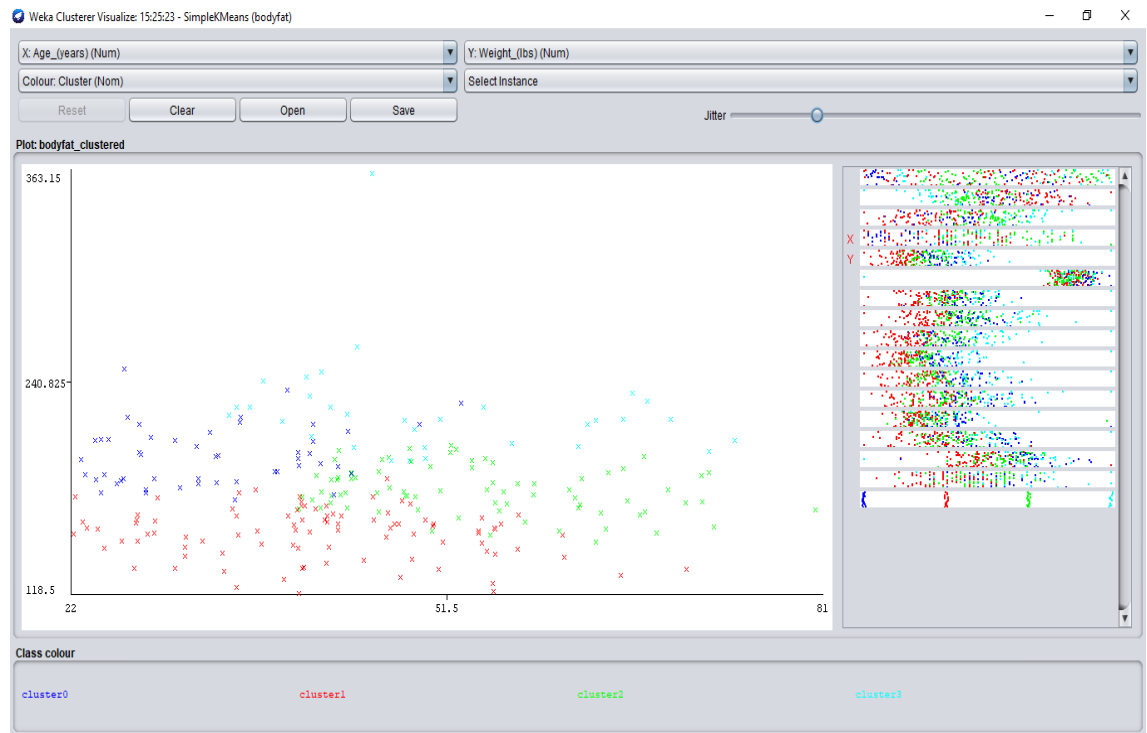 Weka Clusterer Visualize: 15:25:23 - SimpleKMeans (bodyfat)
X: Age_(years) (Num)
Y: Weight_(lbs) (Num)
Colour: Cluster (Nom)
Select Instance
Reset
Clear
Open
Save
Jitter
Plot: bodyfat_clustered
363.15
240.825
118.5
22
51.5
81
X
Y
Class colour
cluster0
cluster1
cluster2
cluster3